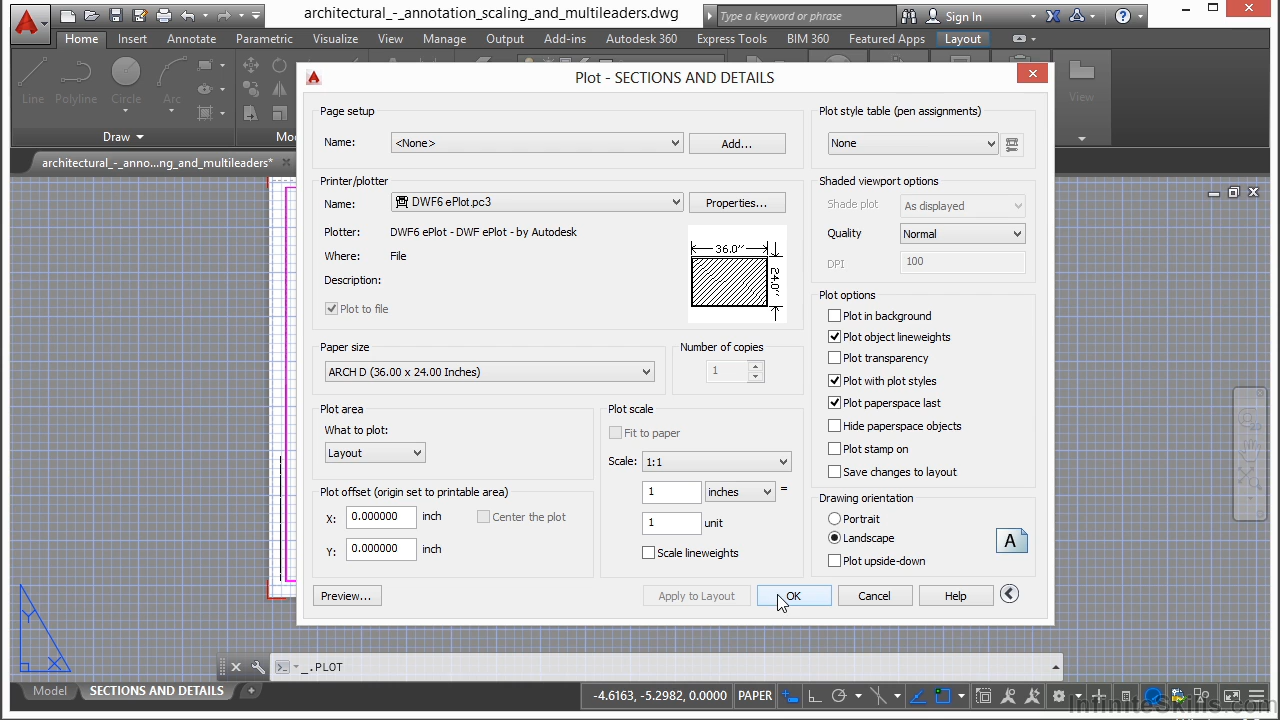 architectural_-_annotation_scaling_and_multileaders.dwg
Type a keyword or phrase
Sign In
Home Insert Annotate Parametric Visualize View Manage Output Add-ins Autodesk 360 Express Tools BIM 360 Featured Apps Layout
Line Polyline Circle Arc
View
Draw
architectural_-_anno...ng_and_multileaders*
Plot - SECTIONS AND DETAILS
Page setup
Name: <None> Add...
Printer/plotter
Name: DWF6 ePlot.pc3 Properties...
Plotter: DWF6 ePlot - DWF ePlot - by Autodesk
Where: File
Description:
Plot to file
24.0''
Paper size
ARCH D (36.00 x 24.00 Inches)
Number of copies
1
Plot area
What to plot:
Layout
Plot offset (origin set to printable area)
X: 0.000000 inch Center the plot
Y: 0.000000 inch
Plot scale
Fit to paper
Scale: 1:1
1 inches =
1 unit
Scale lineweights
Plot style table (pen assignments)
None
Shaded viewport options
Shade plot As displayed
Quality Normal
DPI 100
Plot options
Plot in background
Plot object lineweights
Plot transparency
Plot with plot styles
Plot paperspace last
Hide paperspace objects
Plot stamp on
Save changes to layout
Drawing orientation
Portrait
Landscape
A
Plot upside-down
Preview... Apply to Layout OK Cancel Help
Y
X
_.PLOT
Model SECTIONS AND DETAILS + -4.6163, -5.2982, 0.0000 PAPER
InfiniteSkills.com